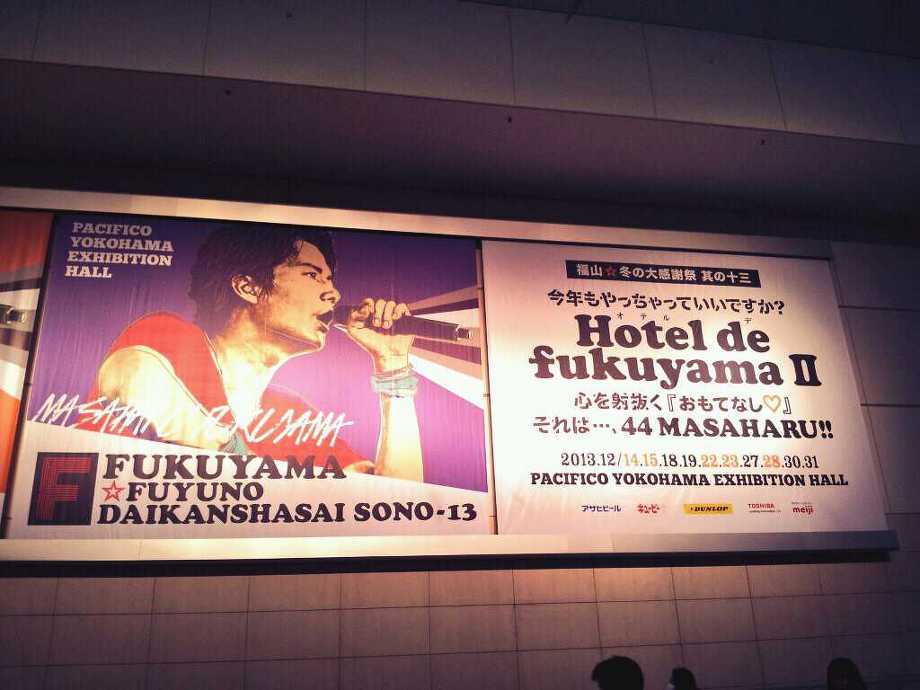 PACIFICO
YOKOHAMA
EXHIBITION
HALL
MASAHARU FUKUYAMA
F
FUKUYAMA
☆FUYUNO
DAIKANSHASAI SONO-13
福山☆冬の大感謝祭 其の十三
今年もやっちゃっていいですか?
オテル デ
Hotel de
fukuyama II
心を射抜く『おもてなし♡』
それは…、44 MASAHARU!!
2013.12/14.15.18.19.22.23.27.28.30.31
PACIFICO YOKOHAMA EXHIBITION HALL
アサヒビール キユーピー DUNLOP TOSHIBA meiji